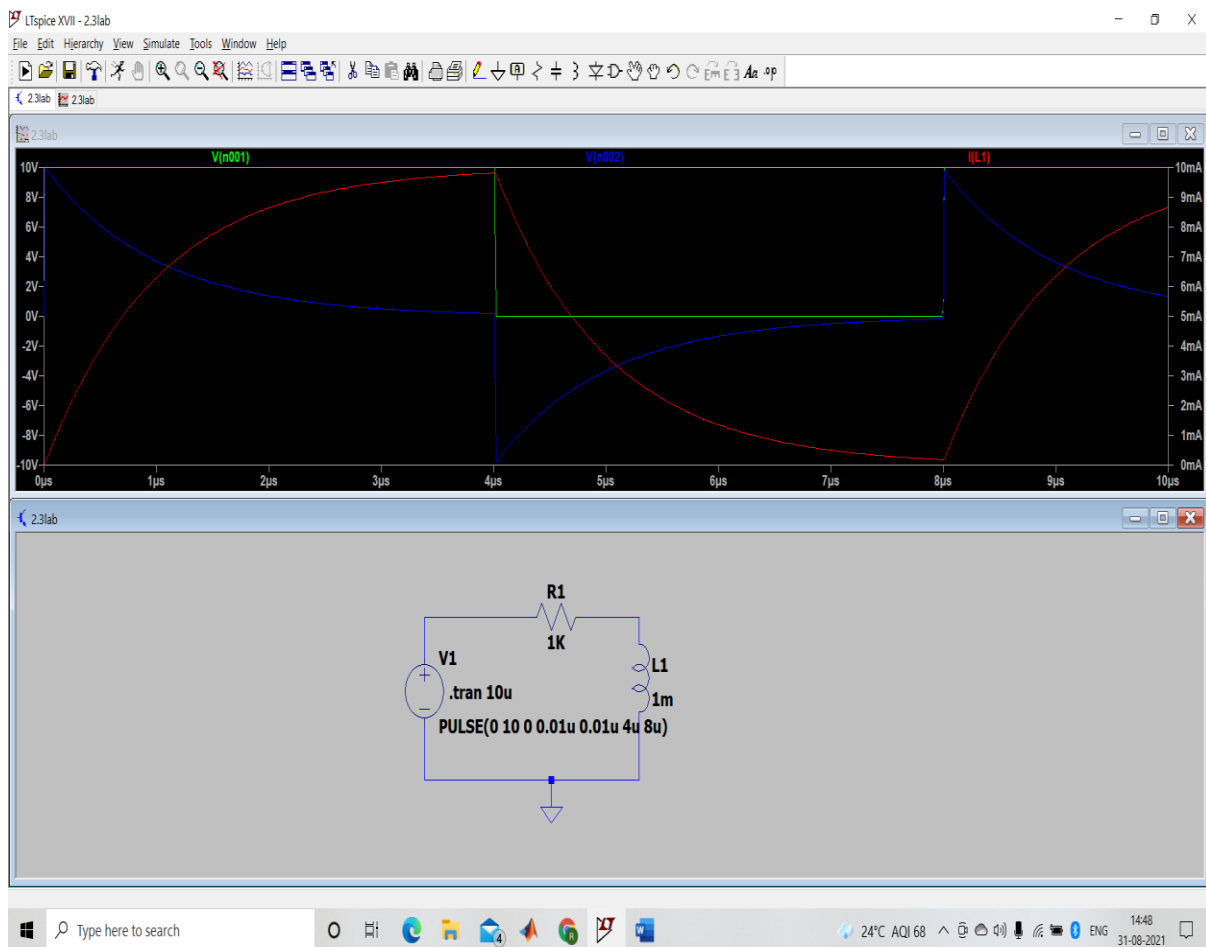 LTspice XVII - 2.3lab
File Edit Hierarchy View Simulate Tools Window Help
Aa .op
2.3lab 2.3lab
2.3lab
V(n001) V(n002) I(L1)
10V 10mA
8V 9mA
6V 8mA
4V 7mA
2V 6mA
0V 5mA
-2V 4mA
-4V 3mA
-6V 2mA
-8V 1mA
-10V 0mA
0µs 1µs 2µs 3µs 4µs 5µs 6µs 7µs 8µs 9µs 10µs
2.3lab
R1
1K
V1 L1
.tran 10u 1m
PULSE(0 10 0 0.01u 0.01u 4u 8u)
Type here to search 4 24°C AQI 68 ENG 14:48
31-08-2021